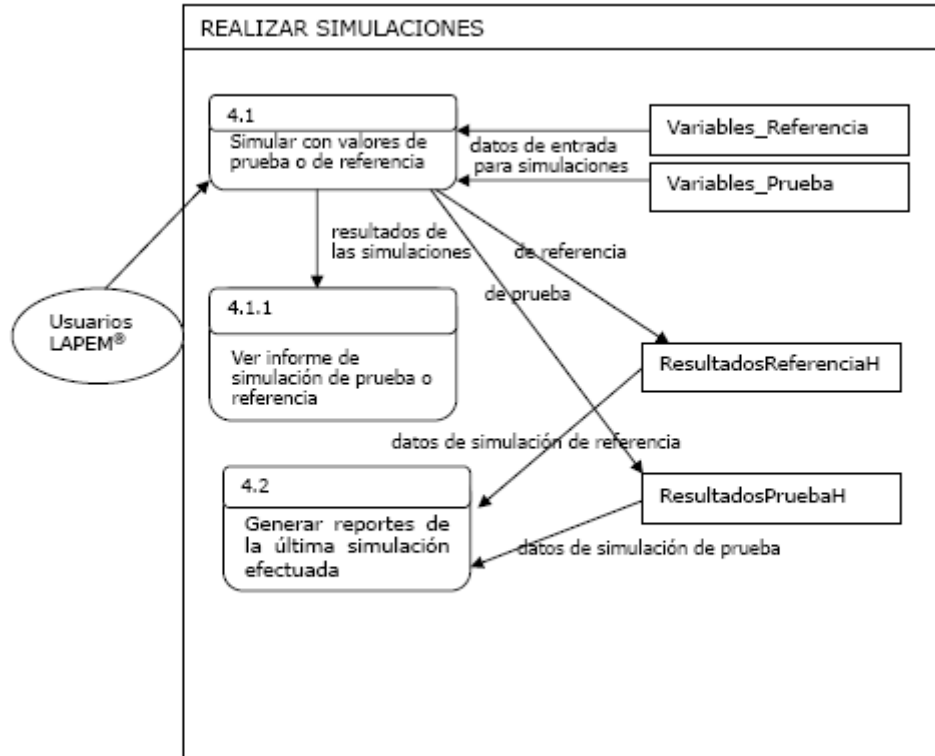 REALIZAR SIMULACIONES
4.1
Simular con valores de
prueba o de referencia
datos de entrada
para simulaciones
Variables_Referencia
Variables_Prueba
resultados de
las simulaciones
de referencia
de prueba
Usuarios
LAPEM®
4.1.1
Ver informe de
simulación de prueba o
referencia
ResultadosReferenciaH
datos de simulación de referencia
4.2
Generar reportes de
la última simulación
efectuada
ResultadosPruebaH
datos de simulación de prueba